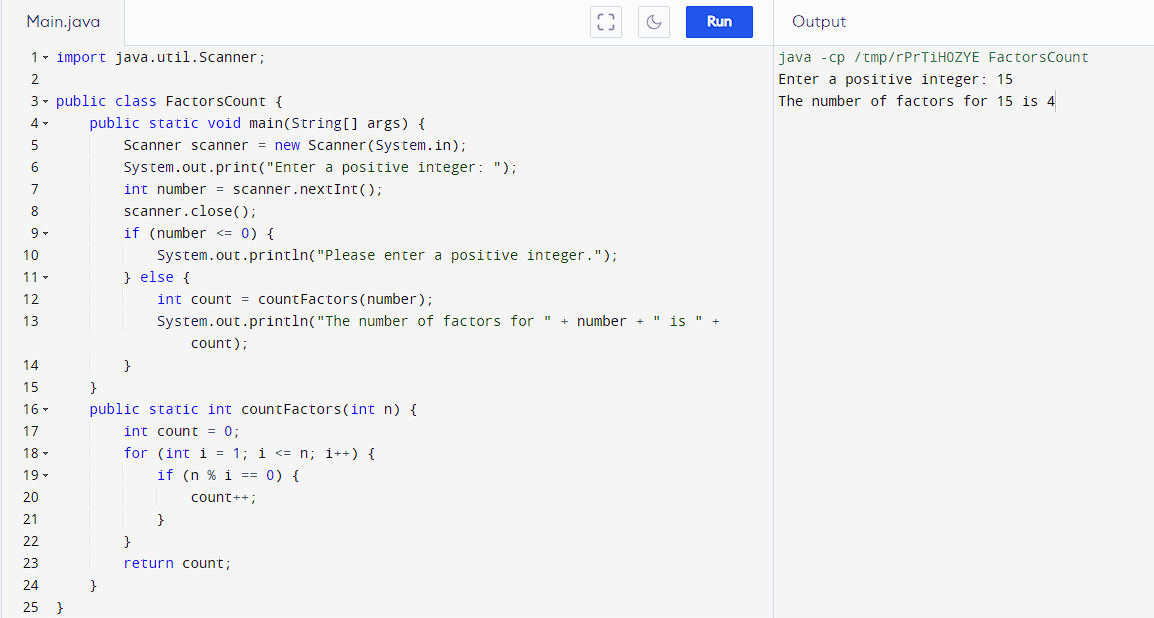 Main.java
Run
Output
1 import java.util.Scanner;
2
3 public class FactorsCount {
4     public static void main(String[] args) {
5         Scanner scanner = new Scanner(System.in);
6         System.out.print("Enter a positive integer: ");
7         int number = scanner.nextInt();
8         scanner.close();
9         if (number <= 0) {
10             System.out.println("Please enter a positive integer.");
11         } else {
12             int count = countFactors(number);
13             System.out.println("The number of factors for " + number + " is " +
count);
14         }
15     }
16     public static int countFactors(int n) {
17         int count = 0;
18         for (int i = 1; i <= n; i++) {
19             if (n % i == 0) {
20                 count++;
21             }
22         }
23         return count;
24     }
25 }
java -cp /tmp/rPrTiHOZYE FactorsCount
Enter a positive integer: 15
The number of factors for 15 is 4